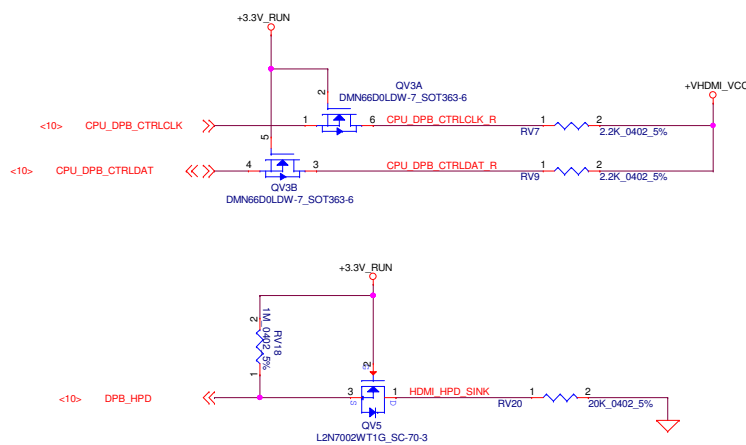 +3.3V_RUN
QV3A
DMN66D0LDW-7_SOT363-6
+VHDMI_VCC
2
<10> CPU_DPB_CTRLCLK 1 6 CPU_DPB_CTRLCLK_R 1 2
RV7 2.2K_0402_5%
5
<10> CPU_DPB_CTRLDAT 4 3 CPU_DPB_CTRLDAT_R 1 2
RV9 2.2K_0402_5%
QV3B
DMN66D0LDW-7_SOT363-6
+3.3V_RUN
2
RV18
1M_0402_5%
1
2
G
<10> DPB_HPD 3 1 HDMI_HPD_SINK 1 2
S D
RV20 20K_0402_5%
QV5
L2N7002WT1G_SC-70-3